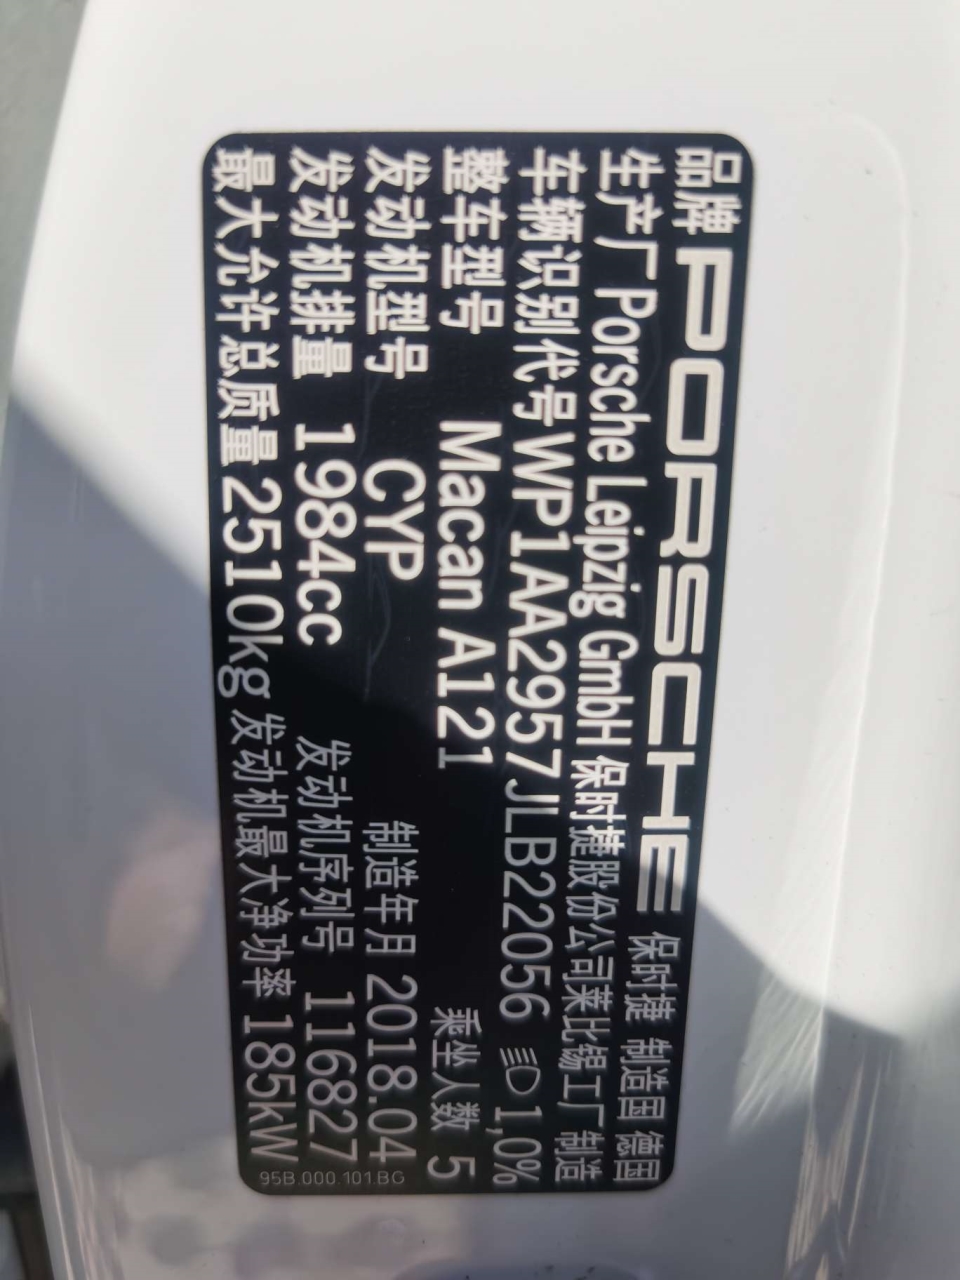 品牌 PORSCHE 保时捷 制造国 德国
生产厂 Porsche Leipzig GmbH 保时捷股份公司莱比锡工厂制造
车辆识别代号 WP1AA2957JLB22056 1,0%
整车型号 Macan A121 乘坐人数 5
发动机型号 CYP 制造年月 2018.04
发动机排量 1984cc 发动机序列号 116827
最大允许总质量 2510kg 发动机最大净功率 185kW
95B.000.101.BG